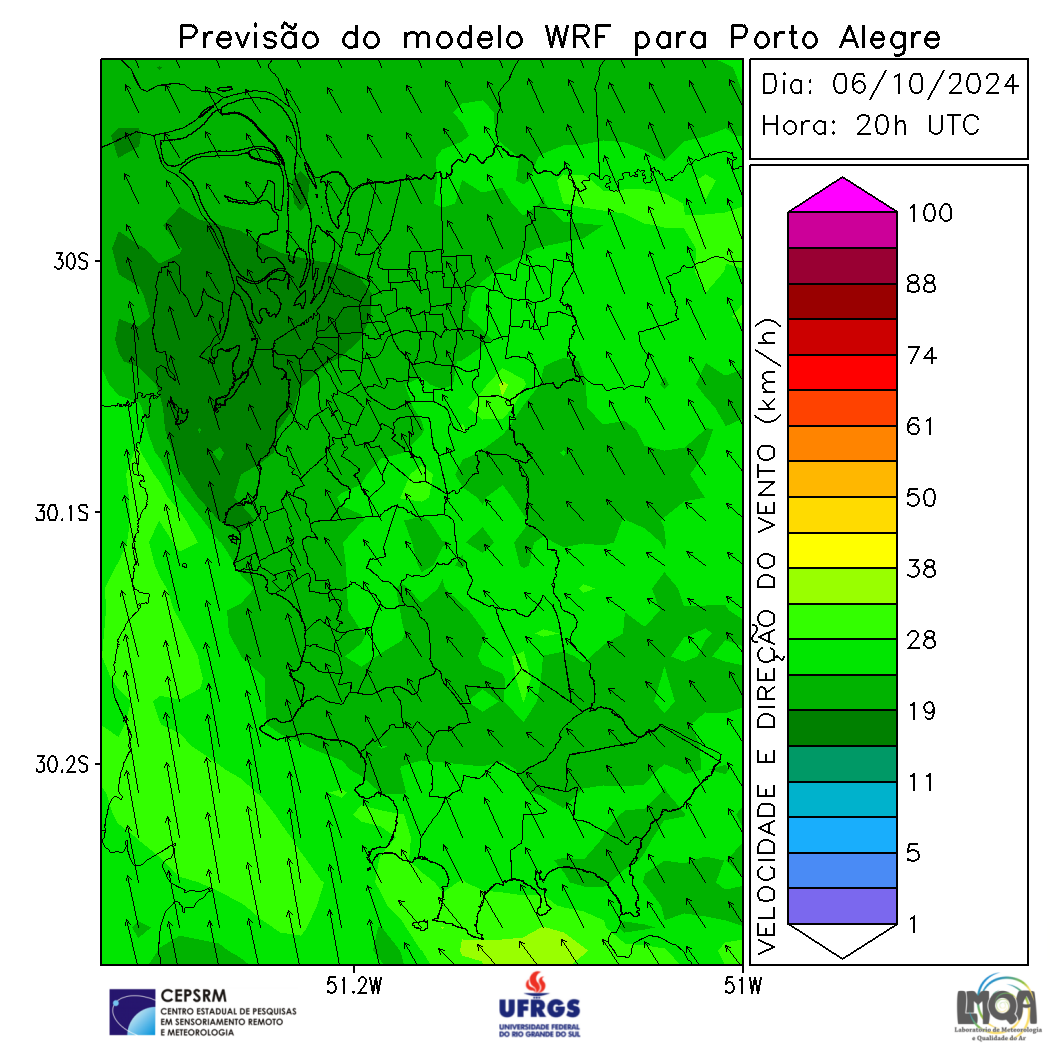 Previsão do modelo WRF para Porto Alegre
Dia: 06/10/2024
Hora: 20h UTC
30S
30.1S
30.2S
51.2W
51W
VELOCIDADE E DIREÇÃO DO VENTO (km/h)
100
88
74
61
50
38
28
19
11
5
1
CEPSRM
CENTRO ESTADUAL DE PESQUISAS
EM SENSORIAMENTO REMOTO
E METEOROLOGIA
UFRGS
UNIVERSIDADE FEDERAL
DO RIO GRANDE DO SUL
LMQA
Laboratório de Meteorologia
e Qualidade do Ar